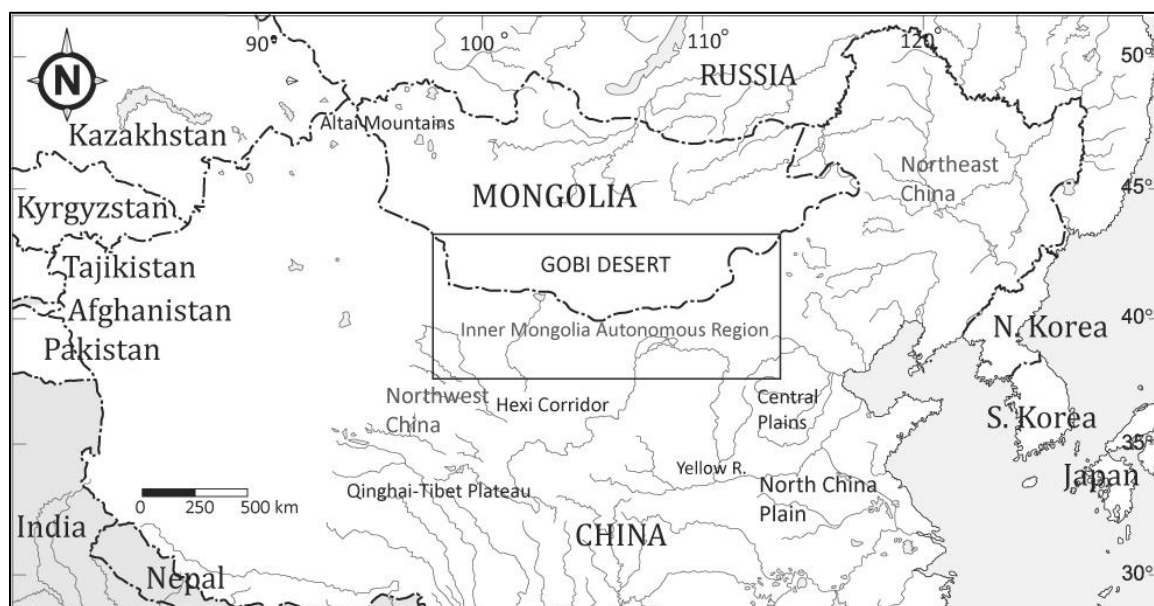 90°
100°
110°
120°
50°
N
RUSSIA
Altai Mountains
Kazakhstan
Northeast
China
45°
MONGOLIA
Kyrgyzstan
Tajikistan
GOBI DESERT
Afghanistan
40°
Inner Mongolia Autonomous Region
N. Korea
Pakistan
Northwest
China
Hexi Corridor
Central
Plains
S. Korea
35°
Yellow R.
Japan
Qinghai-Tibet Plateau
North China
Plain
0 250 500 km
India
CHINA
Nepal
30°